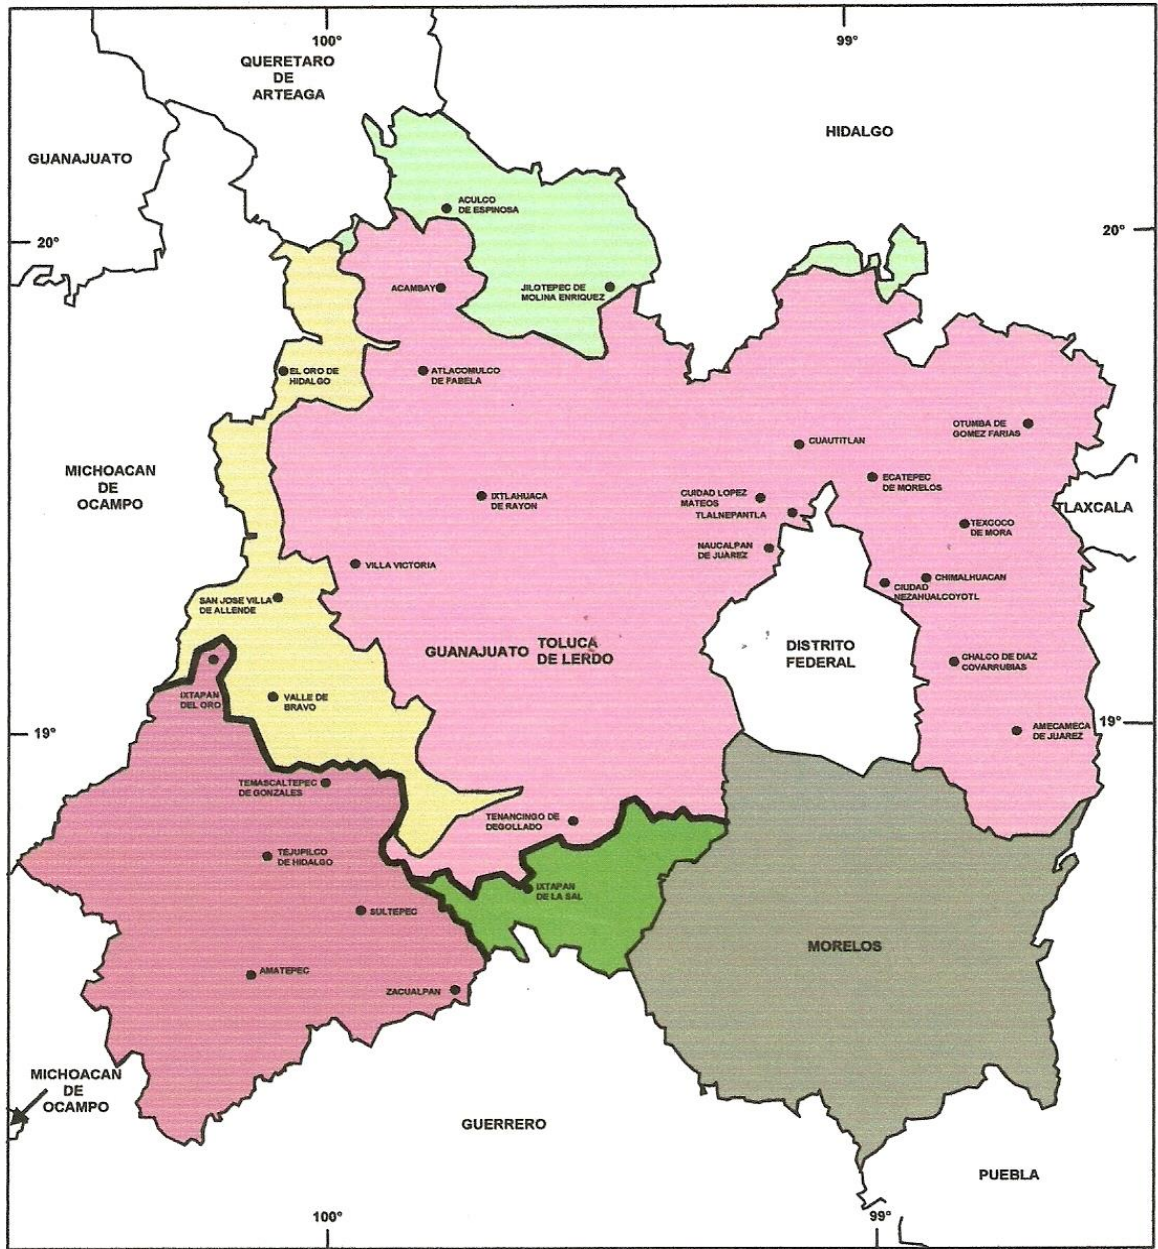 100°
99°
QUERETARO
DE
ARTEAGA
HIDALGO
GUANAJUATO
ACULCO
DE ESPINOSA
20°
20°
ACAMBAY
JILOTEPEC DE
MOLINA ENRIQUEZ
EL ORO DE
HIDALGO
ATLACOMULCO
DE FABELA
OTUMBA DE
GOMEZ FARIAS
CUAUTITLAN
MICHOACAN
DE
OCAMPO
ECATEPEC
DE MORELOS
IXTLAHUACA
DE RAYON
CUIDAD LOPEZ
MATEOS
TLALNEPANTLA
TLAXCALA
TEXCOCO
DE MORA
NAUCALPAN
DE JUAREZ
VILLA VICTORIA
CHIMALHUACAN
CIUDAD
NEZAHUALCOYOTL
SAN JOSE VILLA
DE ALLENDE
GUANAJUATO
TOLUCA
DE LERDO
DISTRITO
FEDERAL
CHALCO DE DIAZ
COVARRUBIAS
IXTAPAN
DEL ORO
VALLE DE
BRAVO
19°
19°
AMECAMECA
DE JUAREZ
TEMASCALTEPEC
DE GONZALES
TENANCINGO DE
DEGOLLADO
TEJUPILCO
DE HIDALGO
IXTAPAN
DE LA SAL
SULTEPEC
MORELOS
AMATEPEC
ZACUALPAN
MICHOACAN
DE
OCAMPO
GUERRERO
PUEBLA
100°
99°